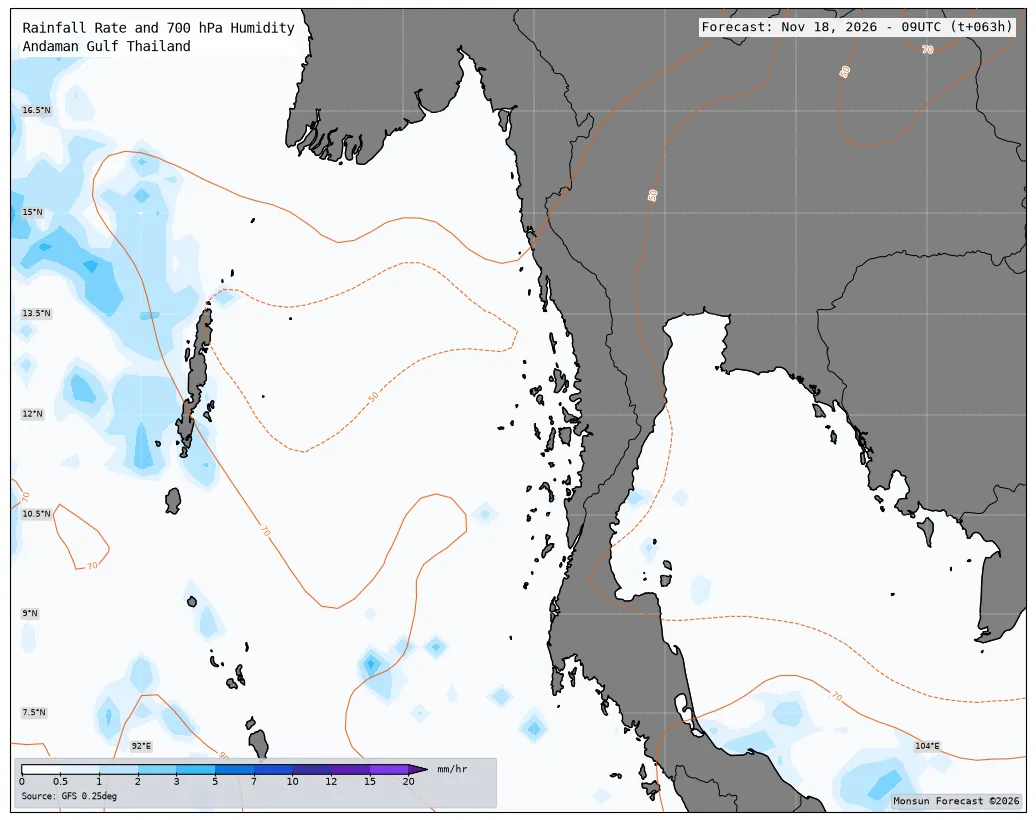 Rainfall Rate and 700 hPa Humidity
Andaman Gulf Thailand
Forecast: Nov 18, 2026 - 09UTC (t+063h)
70
50
16.5°N
50
15°N
13.5°N
50
12°N
70
10.5°N
70
70
9°N
70
7.5°N
92°E
104°E
mm/hr
0 0.5 1 2 3 5 7 10 12 15 20
Source: GFS 0.25deg
Monsun Forecast ©2026